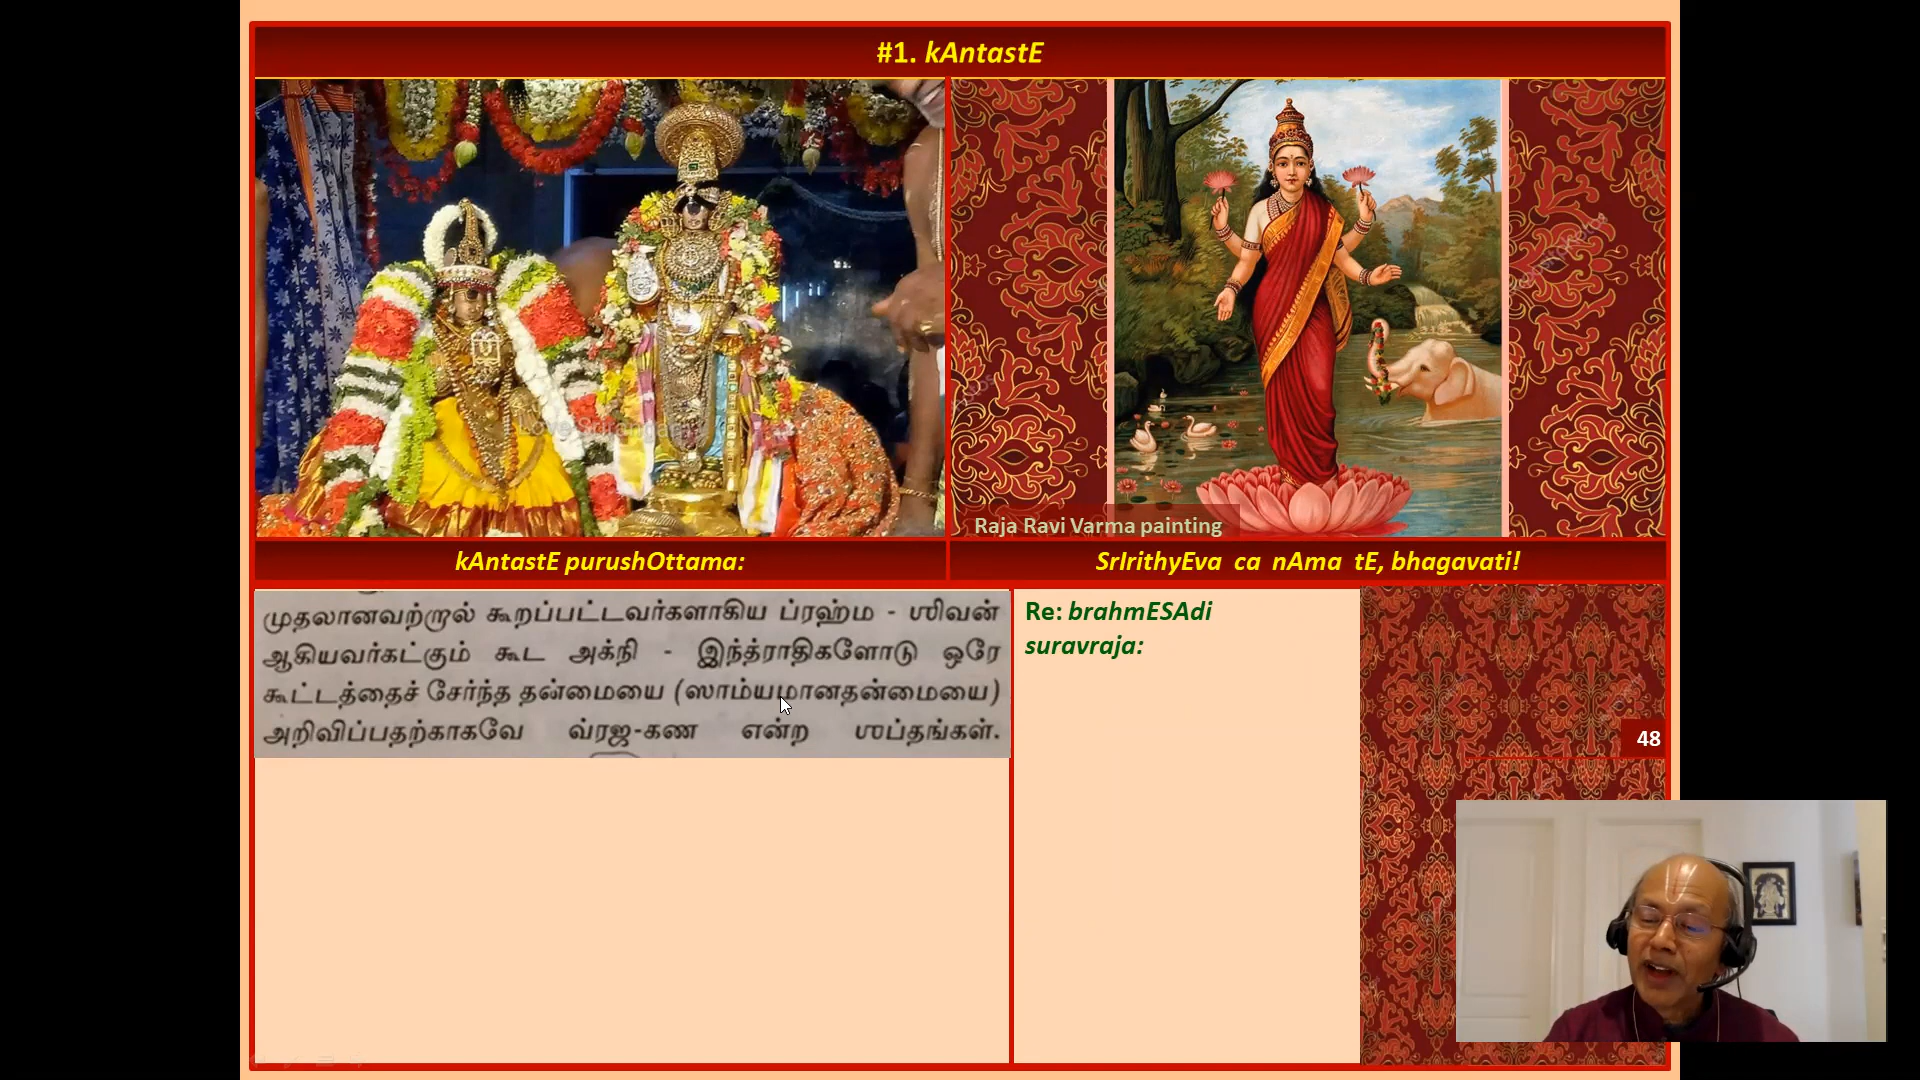 #1. kAntastE
Raja Ravi Varma painting
kAntastE purushOttama:
SrIrithyEva ca nAma tE, bhagavati!
முதலானவற்றால் கூறப்பட்டவர்களாகிய ப்ரஹ்ம - ஶிவன்
ஆகியவர்கட்கும் கூட அக்நி - இந்த்ராதிகளோடு ஒரே
கூட்டத்தைச் சேர்ந்த தன்மையை (ஸாம்யமானதன்மையை)
அறிவிப்பதற்காகவே வ்ரஜ-கண என்ற ஶப்தங்கள்.
Re: brahmESAdi
suravraja:
48